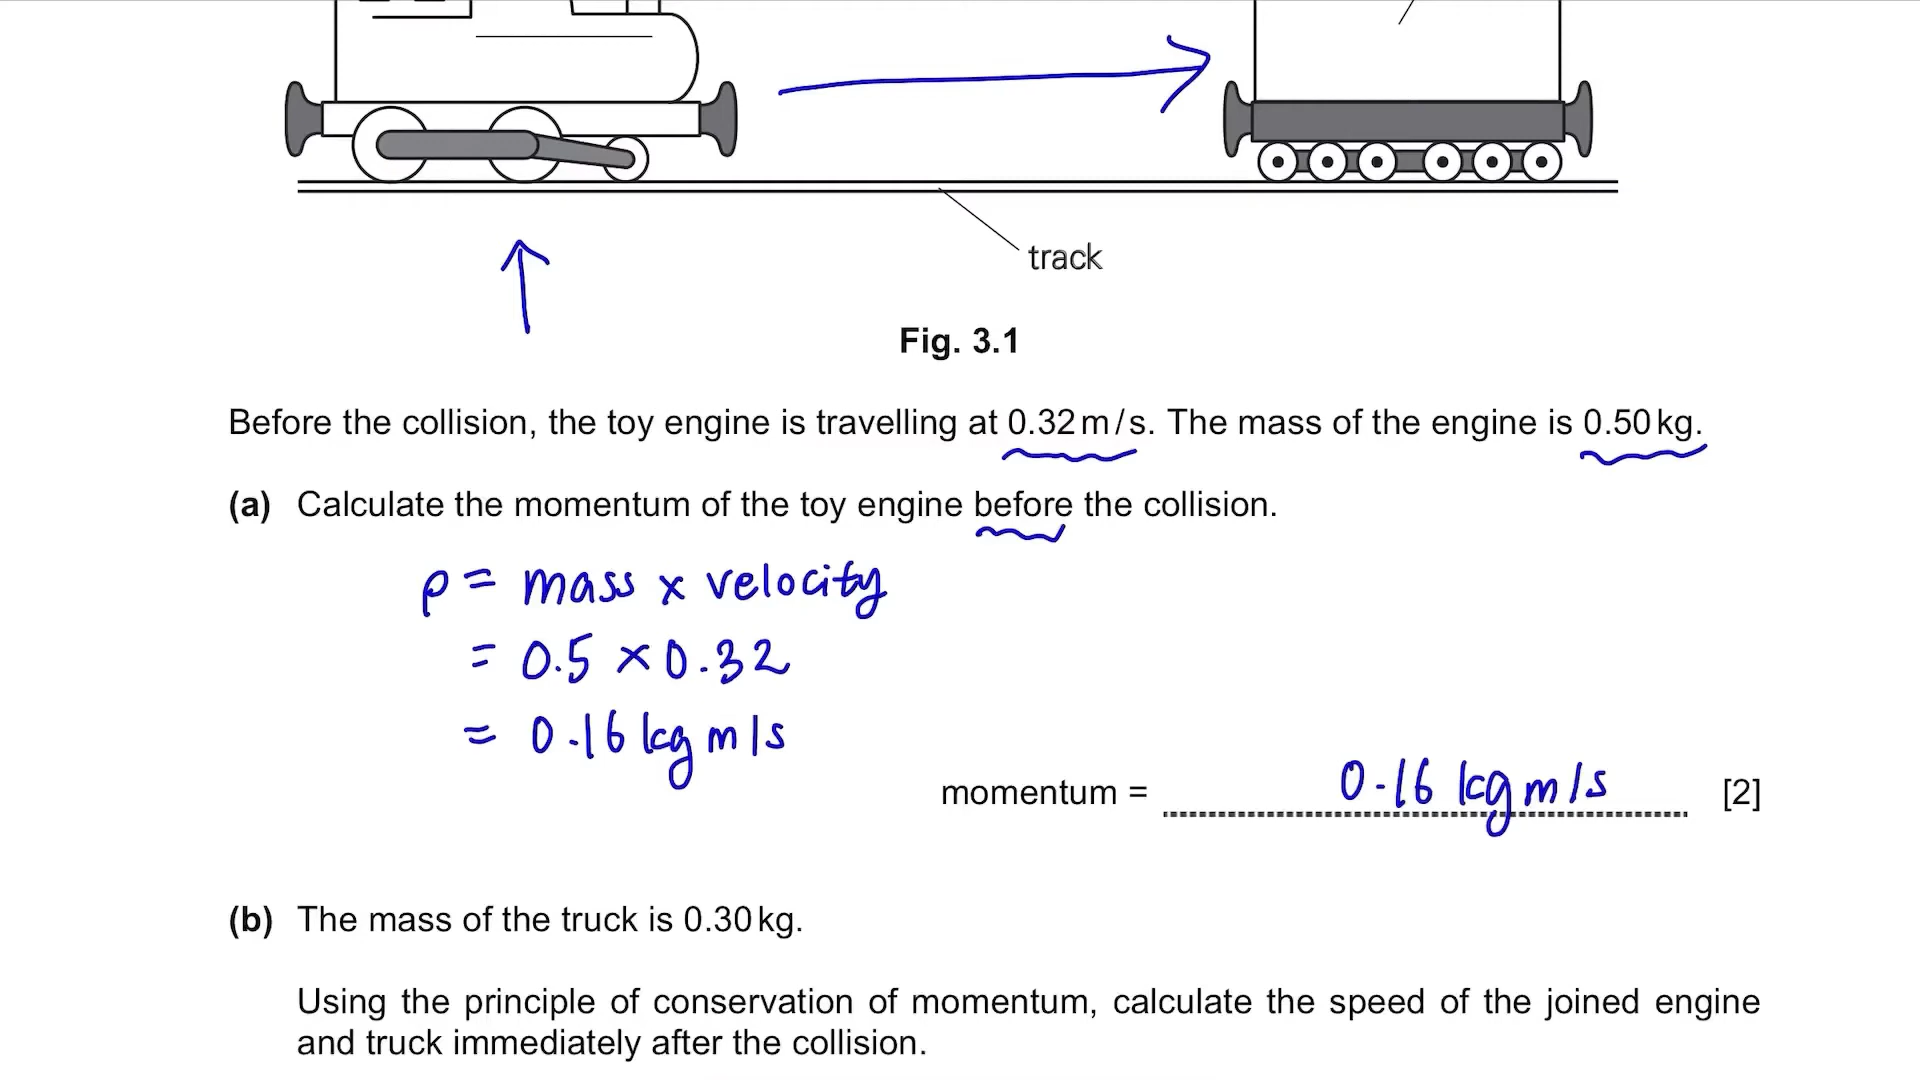 track
Fig. 3.1
Before the collision, the toy engine is travelling at 0.32 m/s. The mass of the engine is 0.50 kg.
(a) Calculate the momentum of the toy engine before the collision.
p = mass x velocity
= 0.5 x 0.32
= 0.16 kg m/s
momentum = 0.16 kg m/s [2]
(b) The mass of the truck is 0.30 kg.
Using the principle of conservation of momentum, calculate the speed of the joined engine
and truck immediately after the collision.